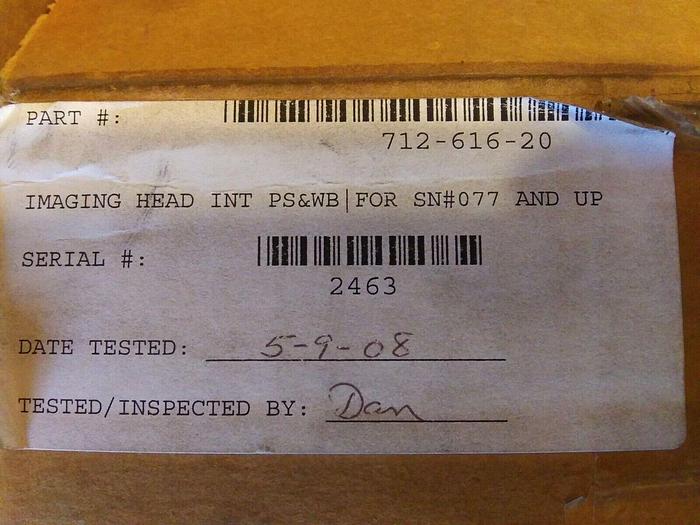 PART #:
712-616-20
IMAGING HEAD INT PS&WB|FOR SN#077 AND UP
SERIAL #:
2463
DATE TESTED: 5-9-08
TESTED/INSPECTED BY: Dan